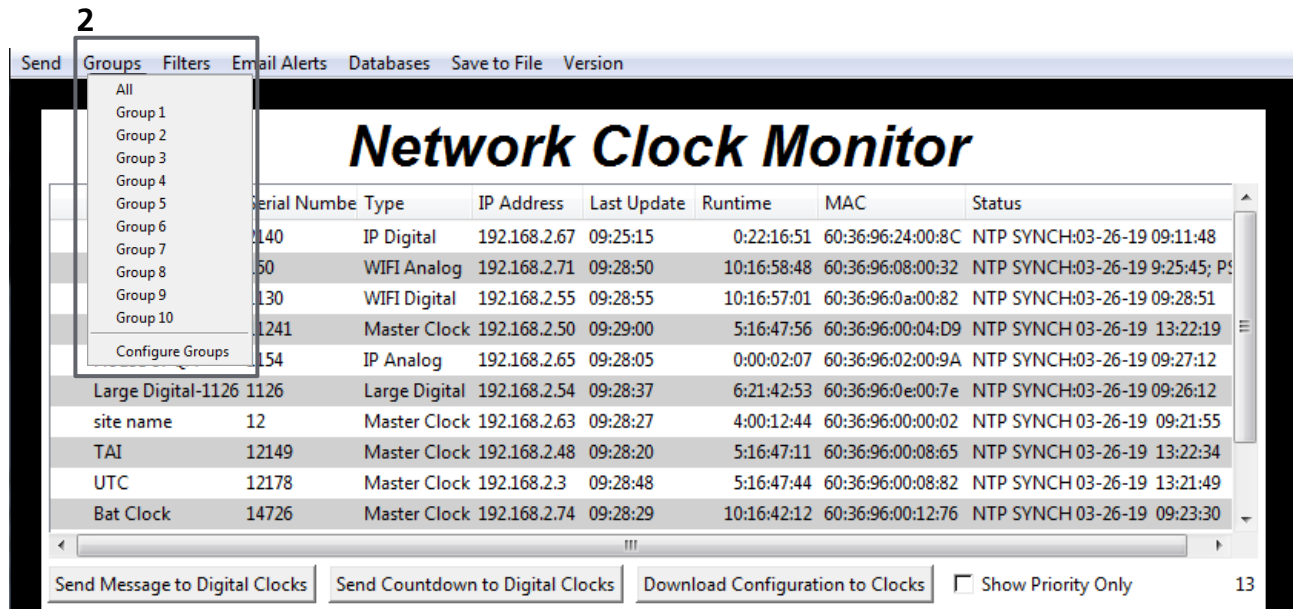 2
Send Groups Filters Email Alerts Databases Save to File Version
All
Group 1
Group 2
Group 3
Group 4
Group 5
Group 6
Group 7
Group 8
Group 9
Group 10
Configure Groups
Network Clock Monitor
Serial Numbe Type IP Address Last Update Runtime MAC Status
2140 IP Digital 192.168.2.67 09:25:15 0:22:16:51 60:36:96:24:00:8C NTP SYNCH:03-26-19 09:11:48
WIFI Analog 192.168.2.71 09:28:50 10:16:58:48 60:36:96:08:00:32 NTP SYNCH:03-26-19 9:25:45; PS
1130 WIFI Digital 192.168.2.55 09:28:55 10:16:57:01 60:36:96:0a:00:82 NTP SYNCH:03-26-19 09:28:51
11241 Master Clock 192.168.2.50 09:29:00 5:16:47:56 60:36:96:00:04:D9 NTP SYNCH 03-26-19 13:22:19
1154 IP Analog 192.168.2.65 09:28:05 0:00:02:07 60:36:96:02:00:9A NTP SYNCH:03-26-19 09:27:12
Large Digital-1126 1126 Large Digital 192.168.2.54 09:28:37 6:21:42:53 60:36:96:0e:00:7e NTP SYNCH:03-26-19 09:26:12
site name 12 Master Clock 192.168.2.63 09:28:27 4:00:12:44 60:36:96:00:00:02 NTP SYNCH 03-26-19 09:21:55
TAI 12149 Master Clock 192.168.2.48 09:28:20 5:16:47:11 60:36:96:00:08:65 NTP SYNCH 03-26-19 13:22:34
UTC 12178 Master Clock 192.168.2.3 09:28:48 5:16:47:44 60:36:96:00:08:82 NTP SYNCH 03-26-19 13:21:49
Bat Clock 14726 Master Clock 192.168.2.74 09:28:29 10:16:42:12 60:36:96:00:12:76 NTP SYNCH 03-26-19 09:23:30
Send Message to Digital Clocks Send Countdown to Digital Clocks Download Configuration to Clocks Show Priority Only 13